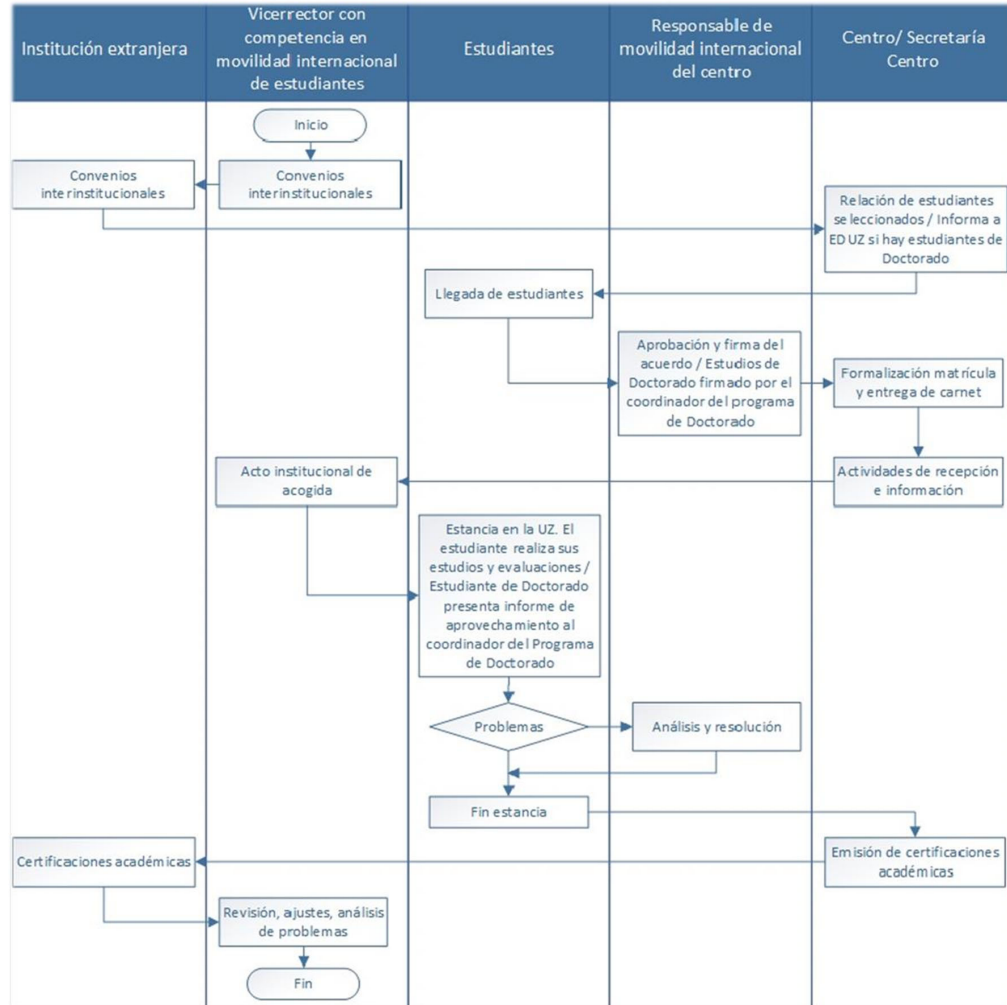 Institución extranjera
Vicerrector con
competencia en
movilidad internacional
de estudiantes
Estudiantes
Responsable de
movilidad internacional
del centro
Centro/ Secretaría
Centro
Inicio
Convenios
interinstitucionales
Convenios
interinstitucionales
Relación de estudiantes
seleccionados / Informa a
EDUZ si hay estudiantes de
Doctorado
Llegada de estudiantes
Aprobación y firma del
acuerdo / Estudios de
Doctorado firmado por el
coordinador del programa
de Doctorado
Formalización matrícula
y entrega de carnet
Acto institucional de
acogida
Actividades de recepción
e información
Estancia en la UZ. El
estudiante realiza sus
estudios y evaluaciones /
Estudiante de Doctorado
presenta informe de
aprovechamiento al
coordinador del Programa
de Doctorado
Problemas
Análisis y resolución
Fin estancia
Certificaciones académicas
Emisión de certificaciones
académicas
Revisión, ajustes, análisis
de problemas
Fin